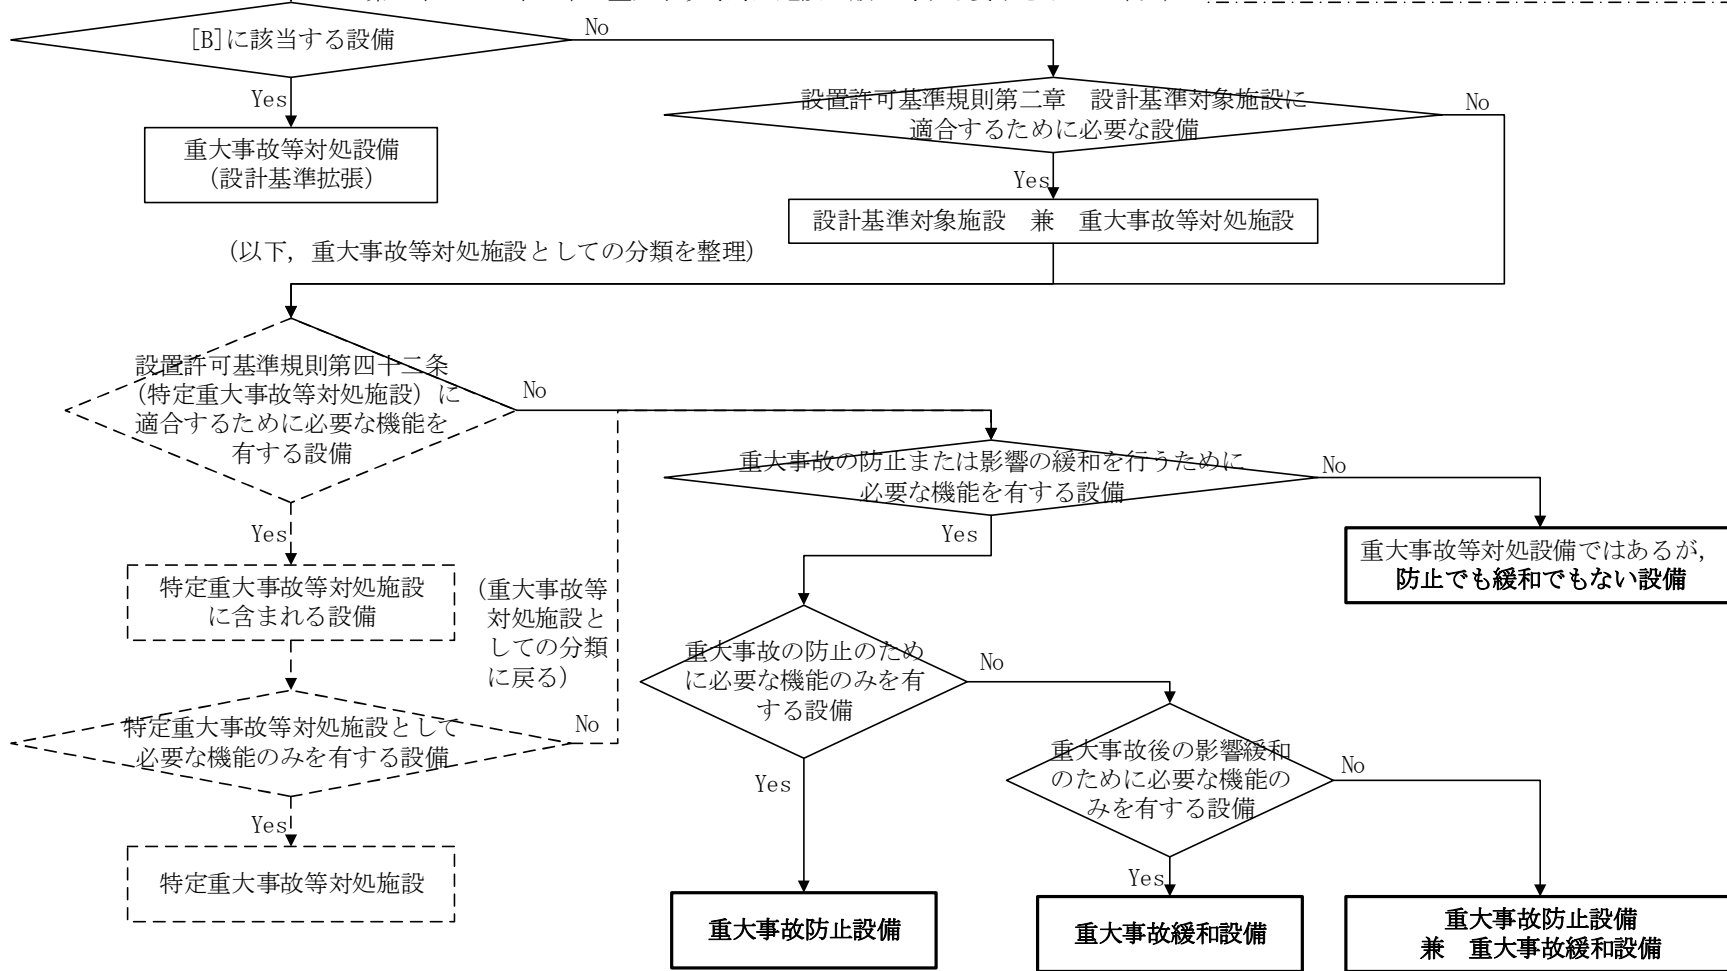 [B]に該当する設備
No
Yes
設置許可基準規則第二章　設計基準対象施設に
適合するために必要な設備
No
重大事故等対処設備
(設計基準拡張)
Yes
設計基準対象施設　兼　重大事故等対処施設
(以下，重大事故等対処施設としての分類を整理)
設置許可基準規則第四十二条
(特定重大事故等対処施設) に
適合するために必要な機能を
有する設備
No
重大事故の防止または影響の緩和を行うために
必要な機能を有する設備
No
Yes
Yes
重大事故等対処設備ではあるが，
防止でも緩和でもない設備
特定重大事故等対処施設
に含まれる設備
(重大事故等
対処施設と
しての分類
に戻る)
重大事故の防止のため
に必要な機能のみを有
する設備
No
特定重大事故等対処施設として
必要な機能のみを有する設備
No
重大事故後の影響緩和
のために必要な機能の
みを有する設備
No
Yes
Yes
特定重大事故等対処施設
Yes
重大事故防止設備
重大事故緩和設備
重大事故防止設備
兼　重大事故緩和設備